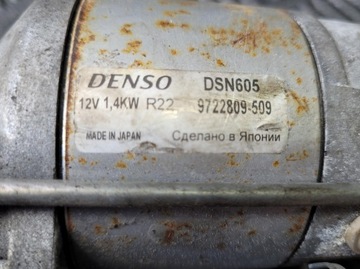 DENSO DSN605
12V 1,4KW R22 9722809-509
MADE IN JAPAN Сделано в Японии